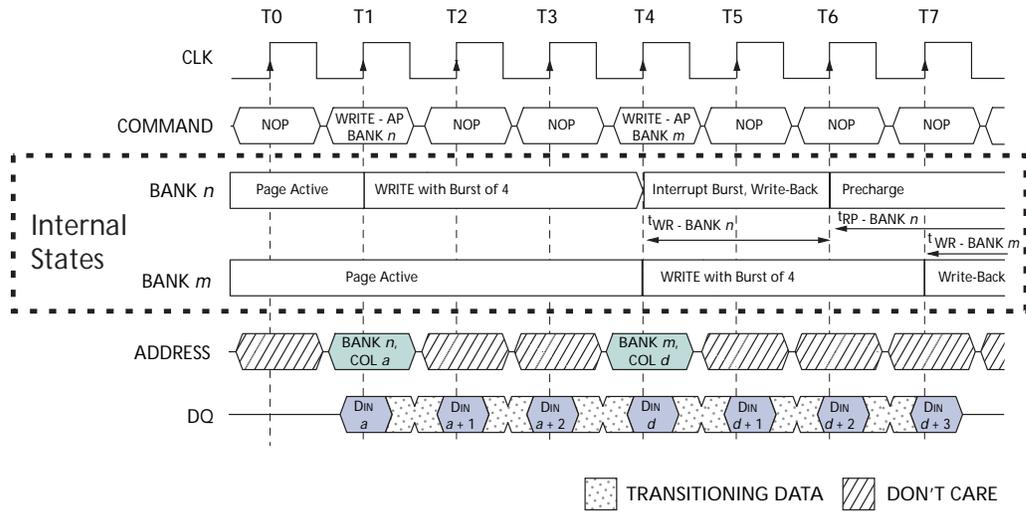 T0 T1 T2 T3 T4 T5 T6 T7
CLK
COMMAND
NOP
WRITE - AP
BANK n
NOP
NOP
WRITE - AP
BANK m
NOP
NOP
NOP
BANK n
Page Active
WRITE with Burst of 4
Interrupt Burst, Write-Back
Precharge
Internal
States
tWR - BANK n
tRP - BANK n
tWR - BANK m
BANK m
Page Active
WRITE with Burst of 4
Write-Back
ADDRESS
BANK n,
COL a
BANK m,
COL d
DQ
DIN
a
DIN
a + 1
DIN
a + 2
DIN
d
DIN
d + 1
DIN
d + 2
DIN
d + 3
TRANSITIONING DATA
DON'T CARE